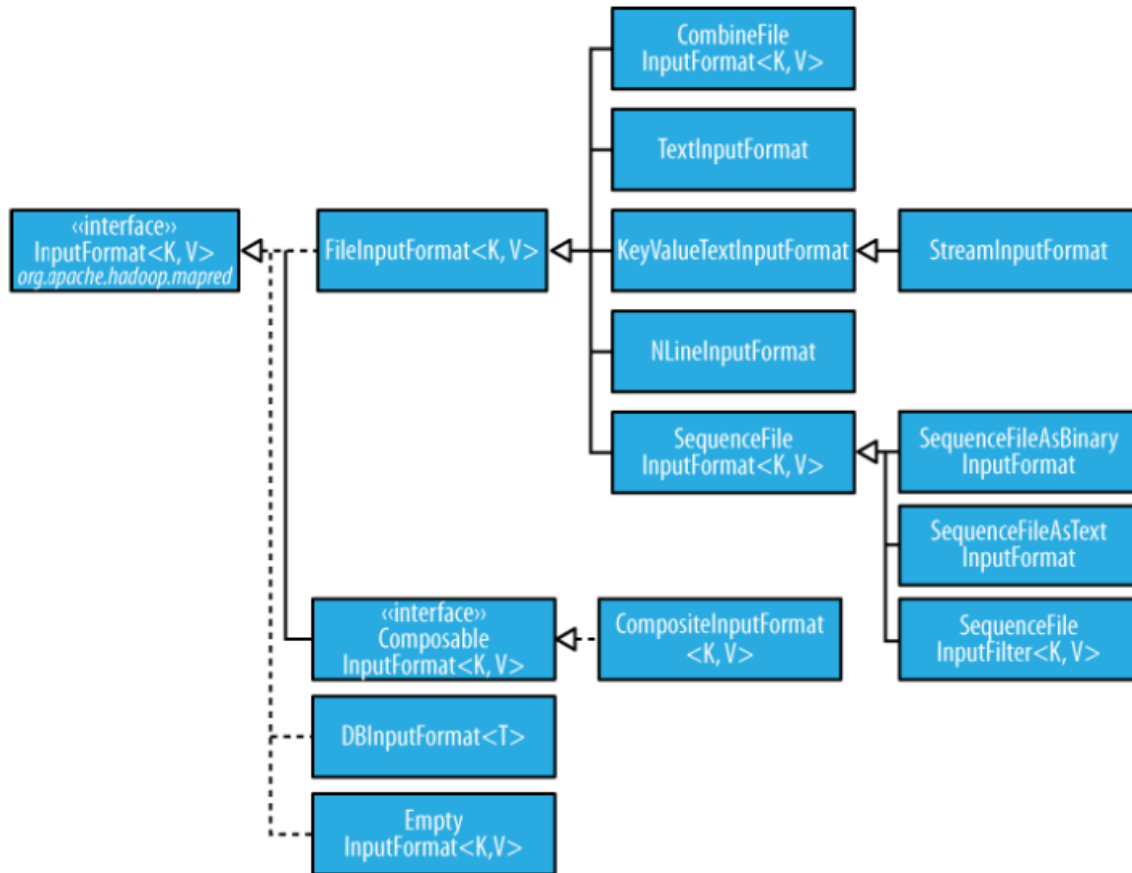 CombineFile
InputFormat<K, V>
TextInputFormat
‹‹interface››
InputFormat<K, V>
org.apache.hadoop.mapred
FileInputFormat<K, V>
KeyValueTextInputFormat
StreamInputFormat
NLineInputFormat
SequenceFile
InputFormat<K, V>
SequenceFileAsBinary
InputFormat
SequenceFileAsText
InputFormat
‹‹interface››
Composable
InputFormat<K, V>
CompositeInputFormat
<K, V>
SequenceFile
InputFilter<K, V>
DBInputFormat<T>
Empty
InputFormat<K,V>